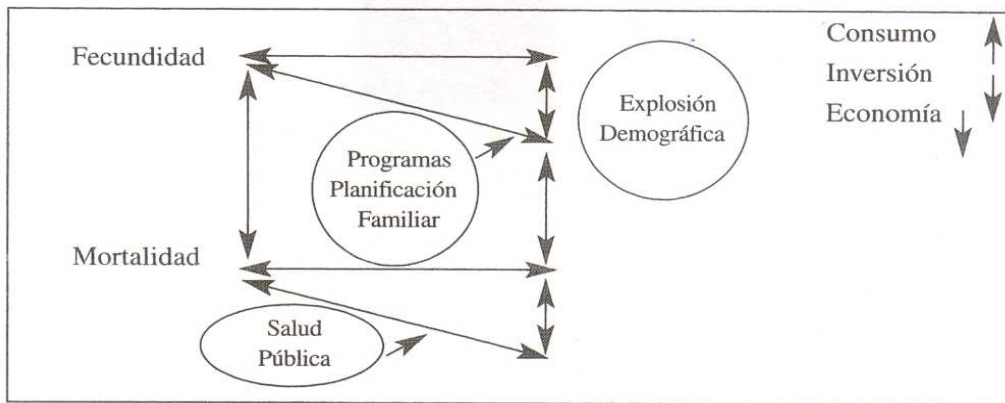 Fecundidad
Mortalidad
Programas
Planificación
Familiar
Salud
Pública
Explosión
Demográfica
Consumo
Inversión
Economía